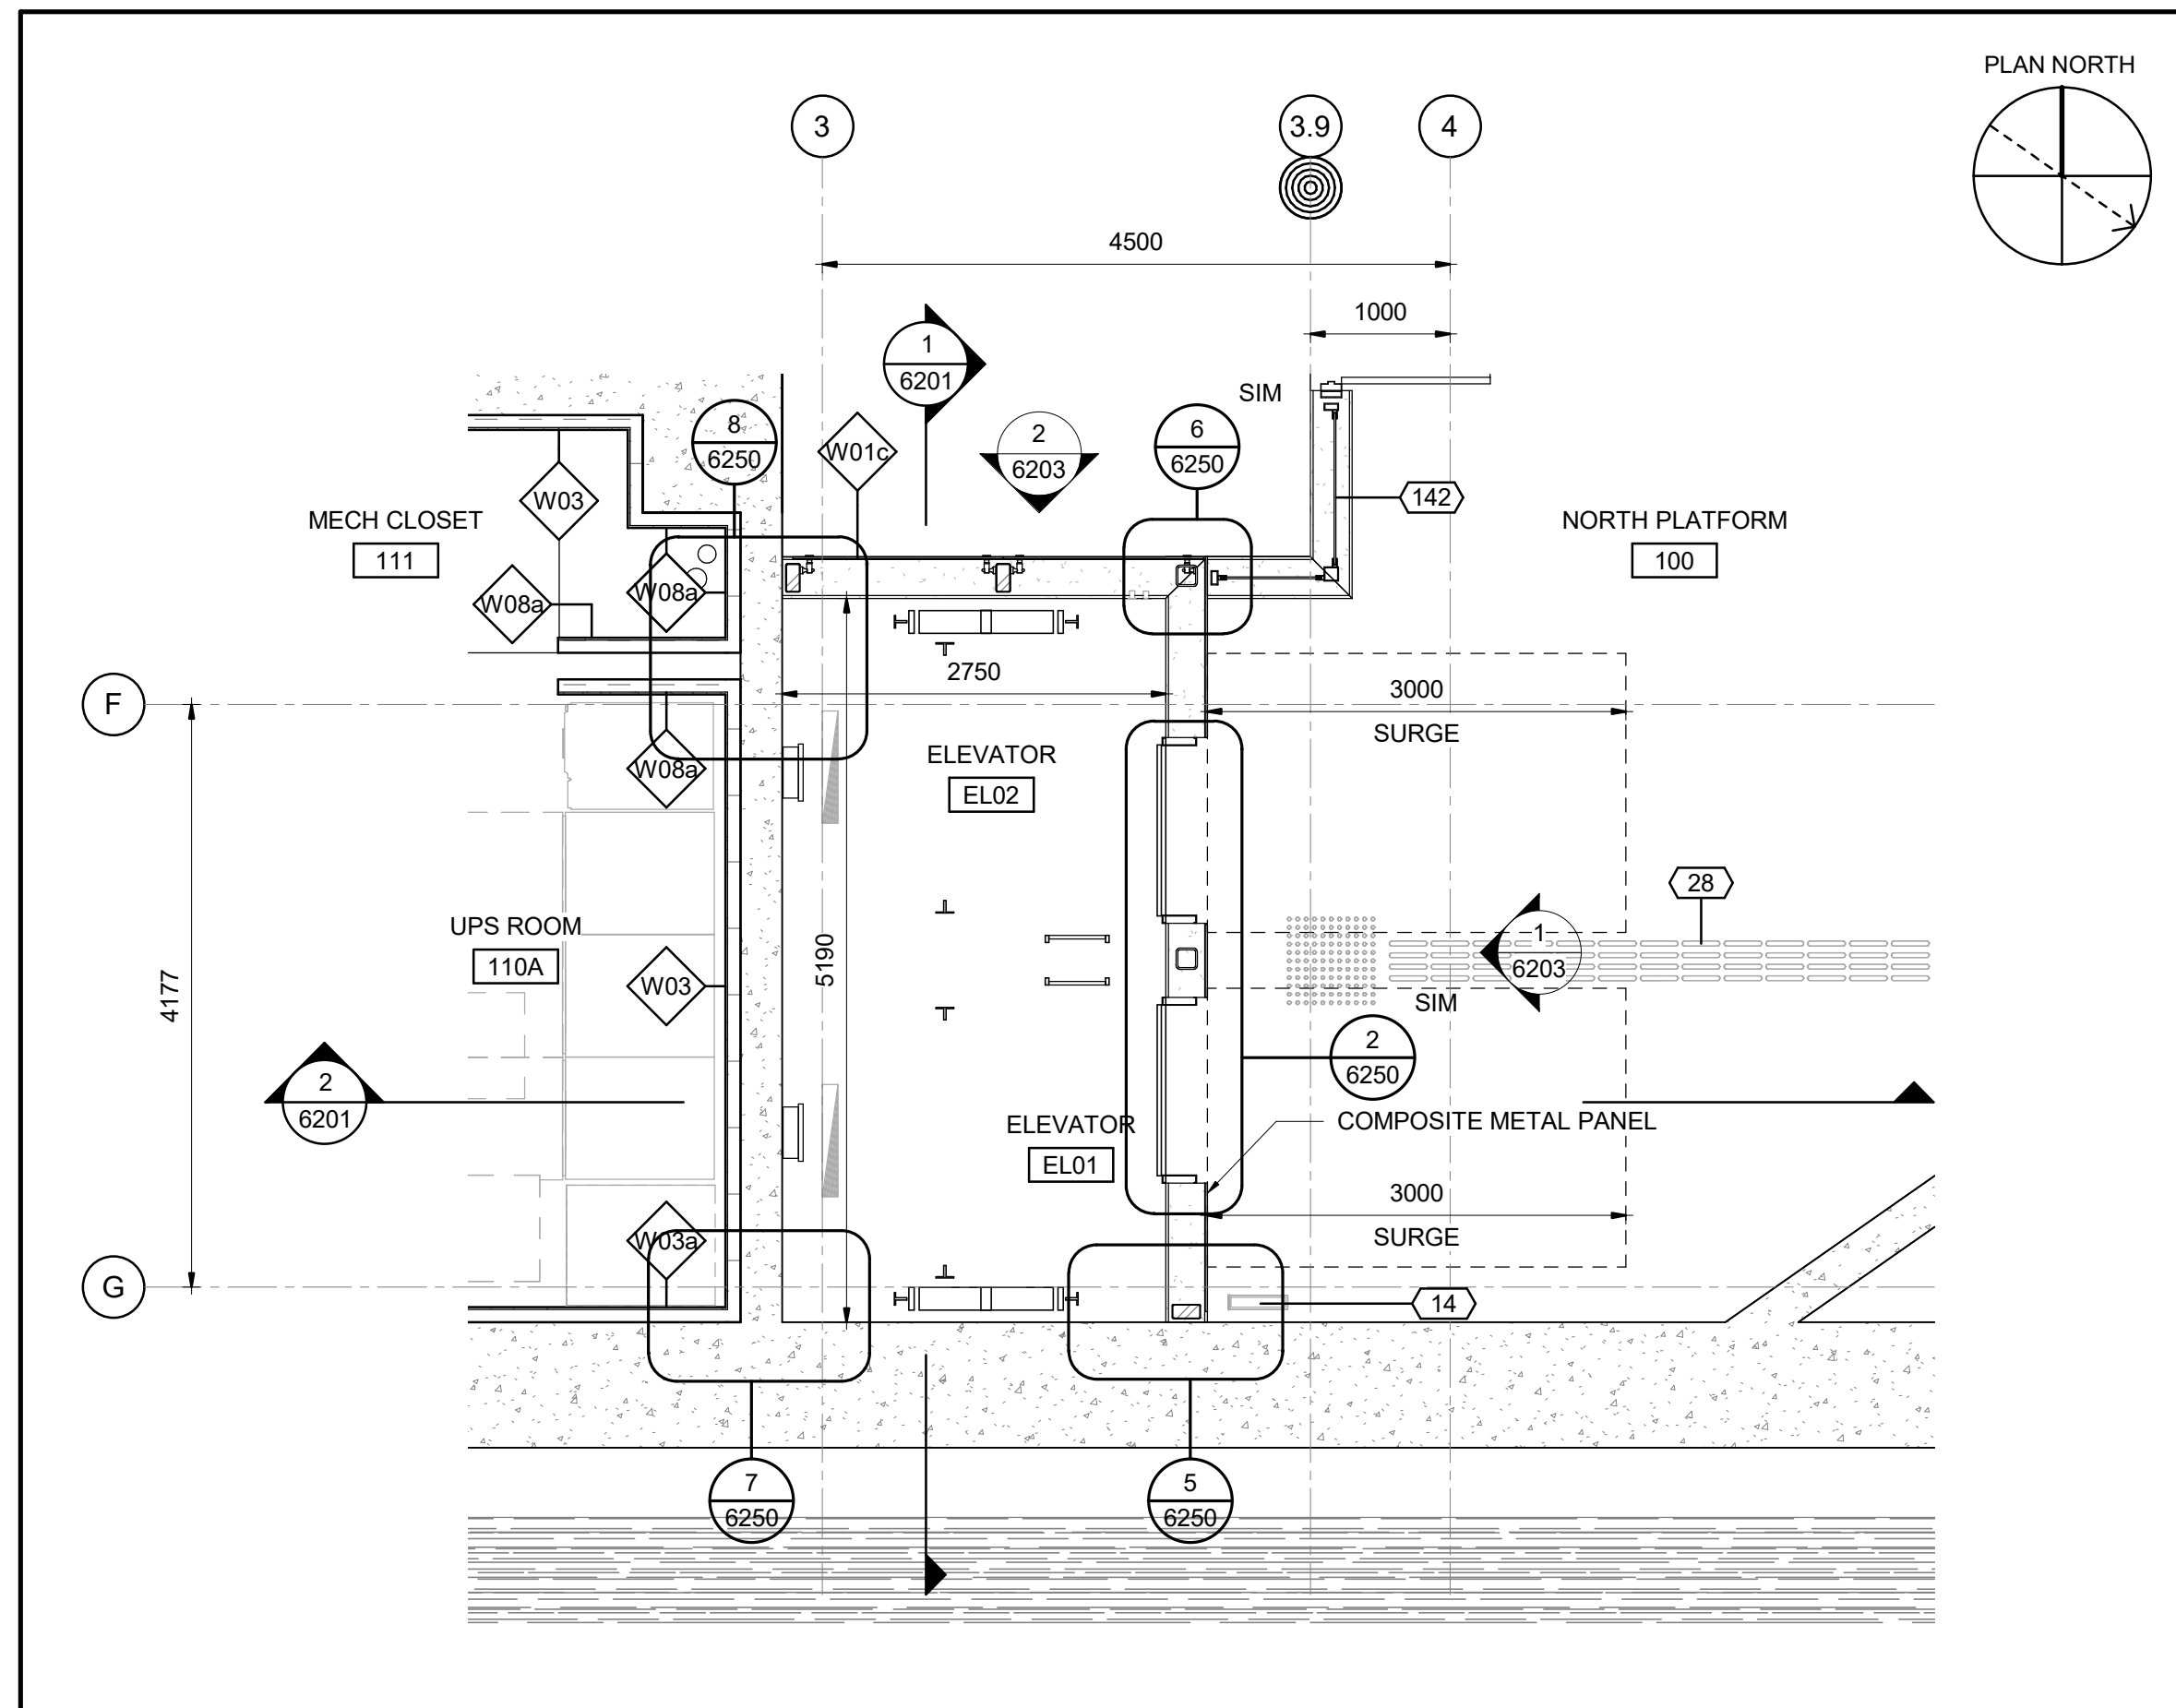 PLAN NORTH
3
3.9
4
4500
1000
1
6201
SIM
8
6250
W01c
2
6203
6
6250
W03
142
MECH CLOSET
111
NORTH PLATFORM
100
W08a
W08a
2750
3000
SURGE
F
W08a
ELEVATOR
EL02
28
UPS ROOM
110A
5190
1
6203
W03
SIM
4177
2
6250
2
6201
ELEVATOR
EL01
COMPOSITE METAL PANEL
3000
SURGE
W03a
G
14
7
6250
5
6250